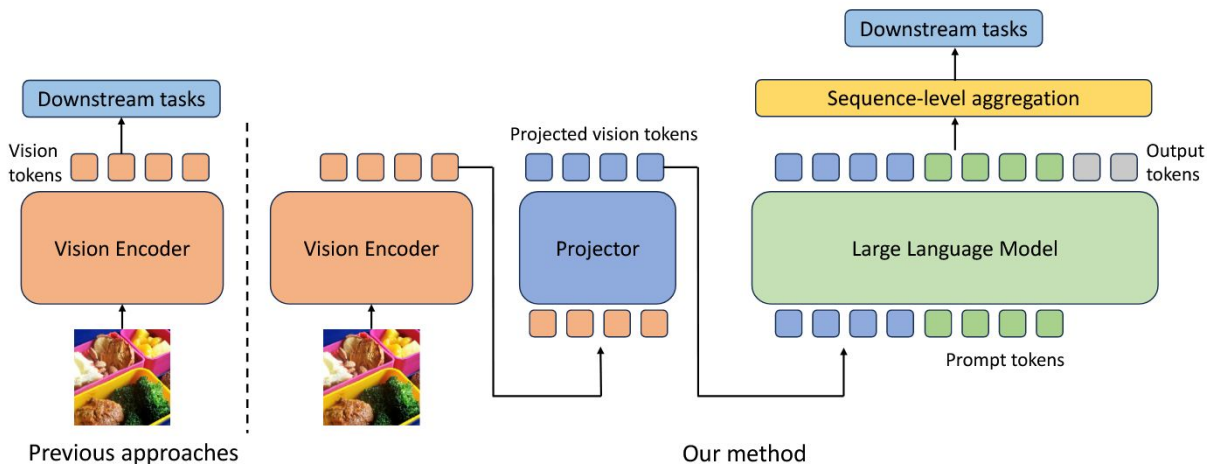 Downstream tasks
Vision
tokens
Vision Encoder
Previous approaches
Vision Encoder
Projected vision tokens
Projector
Downstream tasks
Sequence-level aggregation
Output
tokens
Large Language Model
Prompt tokens
Our method